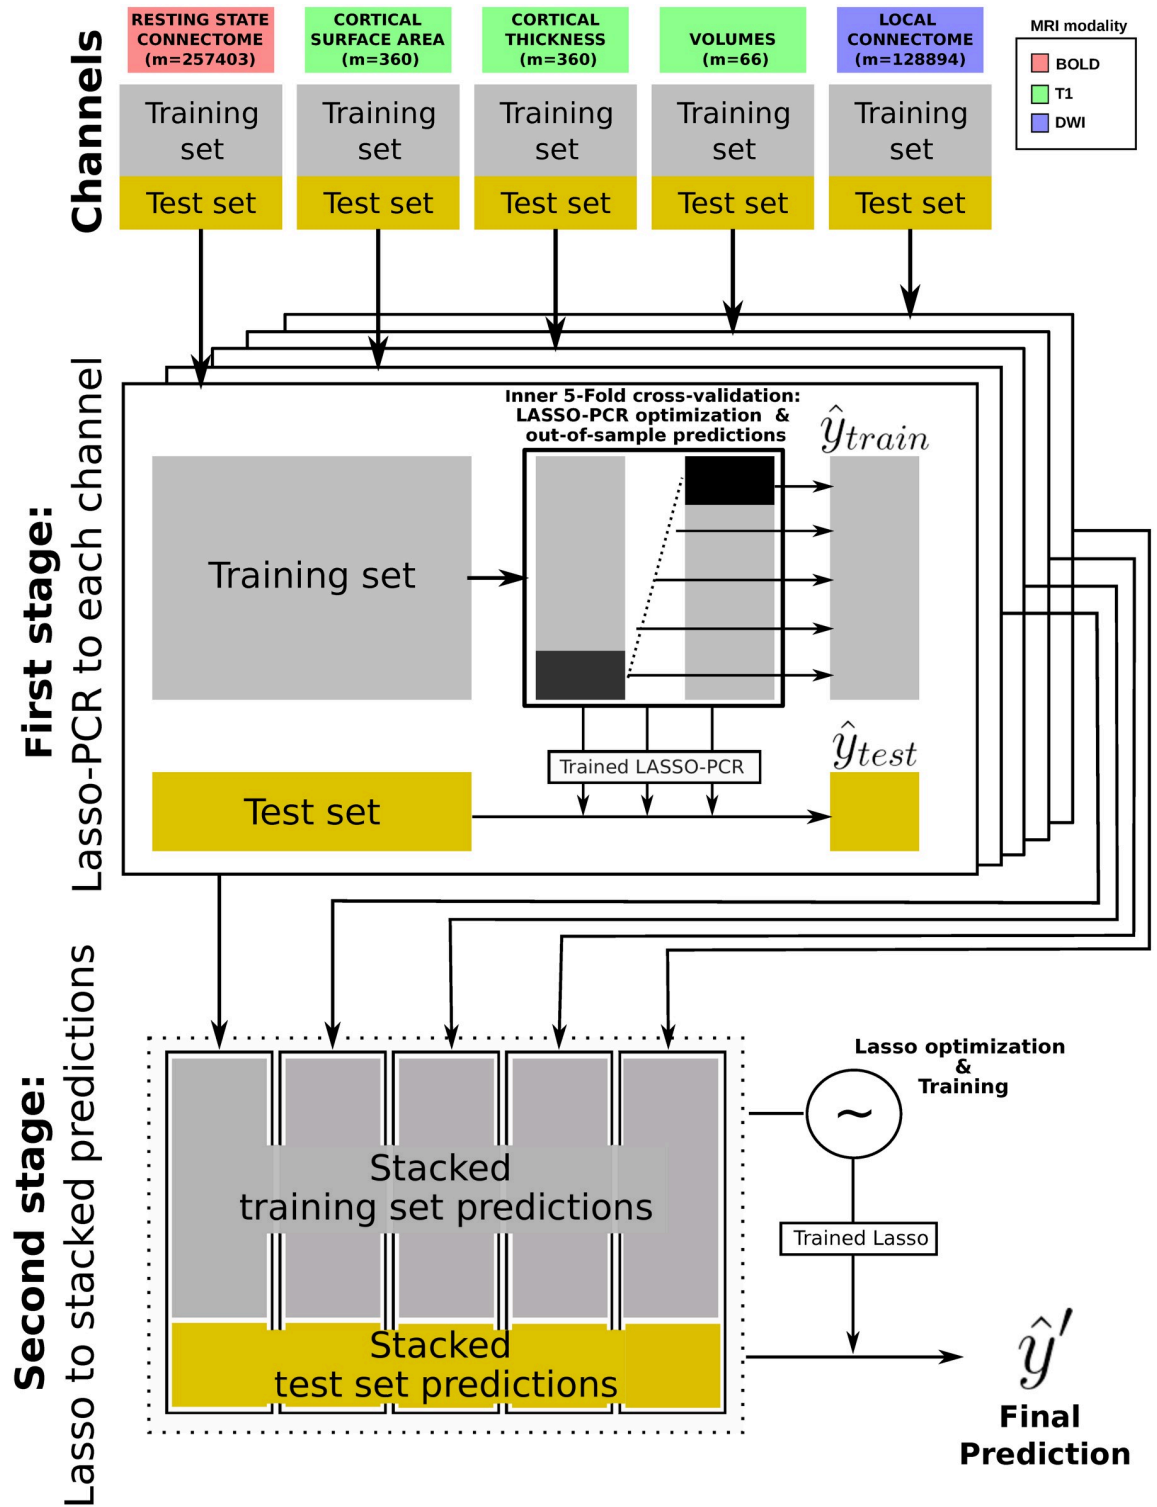 Channels
RESTING STATE
CONNECTOME
(m=257403)
CORTICAL
SURFACE AREA
(m=360)
CORTICAL
THICKNESS
(m=360)
VOLUMES
(m=66)
LOCAL
CONNECTOME
(m=128894)
MRI modality
BOLD
T1
DWI
Training
set
Test set
Training
set
Test set
Training
set
Test set
Training
set
Test set
Training
set
Test set
First stage:
Lasso-PCR to each channel
Inner 5-Fold cross-validation:
LASSO-PCR optimization &
out-of-sample predictions
ŷtrain
Training set
Trained LASSO-PCR
ŷtest
Test set
Second stage:
Lasso to stacked predictions
Lasso optimization
&
Training
~
Stacked
training set predictions
Trained Lasso
Stacked
test set predictions
ŷ′
Final
Prediction